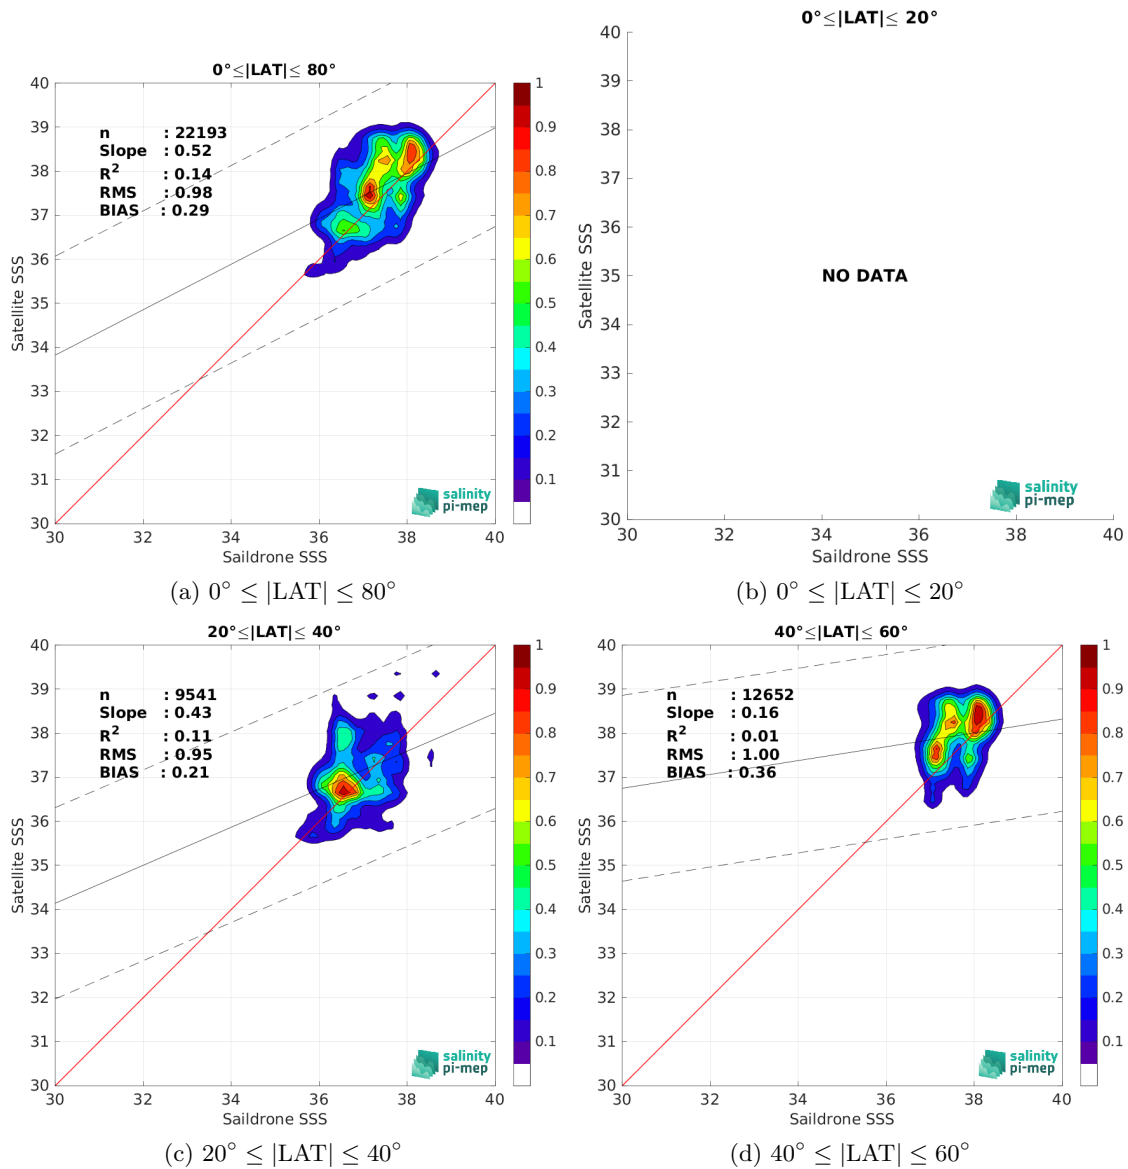 0°≤|LAT|≤ 80°
40
39
38
37
36
35
34
33
32
31
30
n : 22193
Slope : 0.52
R² : 0.14
RMS : 0.98
BIAS : 0.29
Satellite SSS
30 32 34 36 38 40
Saildrone SSS
salinity
pi-mep
1
0.9
0.8
0.7
0.6
0.5
0.4
0.3
0.2
0.1
(a) 0° ≤ |LAT| ≤ 80°
0°≤|LAT|≤ 20°
40
39
38
37
36
35
34
33
32
31
30
Satellite SSS
NO DATA
30 32 34 36 38 40
Saildrone SSS
salinity
pi-mep
(b) 0° ≤ |LAT| ≤ 20°
20°≤|LAT|≤ 40°
40
39
38
37
36
35
34
33
32
31
30
n : 9541
Slope : 0.43
R² : 0.11
RMS : 0.95
BIAS : 0.21
Satellite SSS
30 32 34 36 38 40
Saildrone SSS
salinity
pi-mep
1
0.9
0.8
0.7
0.6
0.5
0.4
0.3
0.2
0.1
(c) 20° ≤ |LAT| ≤ 40°
40°≤|LAT|≤ 60°
40
39
38
37
36
35
34
33
32
31
30
n : 12652
Slope : 0.16
R² : 0.01
RMS : 1.00
BIAS : 0.36
Satellite SSS
30 32 34 36 38 40
Saildrone SSS
salinity
pi-mep
1
0.9
0.8
0.7
0.6
0.5
0.4
0.3
0.2
0.1
(d) 40° ≤ |LAT| ≤ 60°